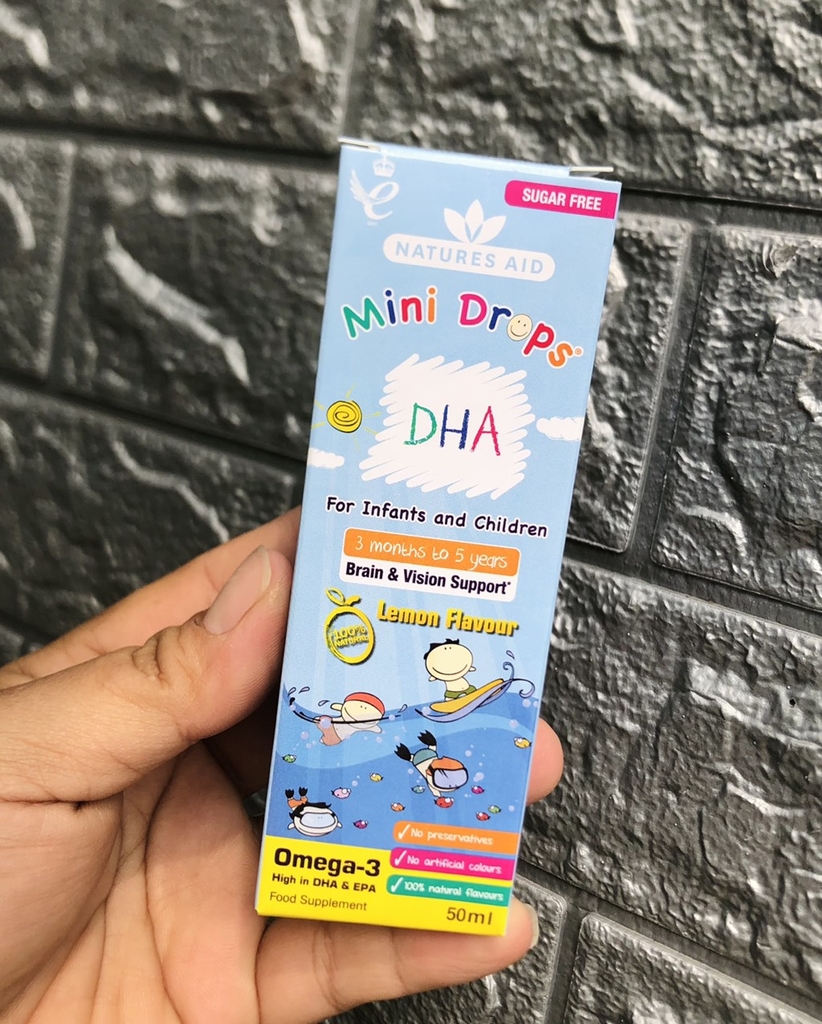 SUGAR FREE
NATURES AID
Mini Drops®
DHA
For Infants and Children
3 months to 5 years
Brain & Vision Support*
Lemon Flavour
100%
NATURAL
✓ No preservatives
✓ No artificial colours
✓ 100% natural flavours
Omega-3
High in DHA & EPA
Food Supplement
50ml